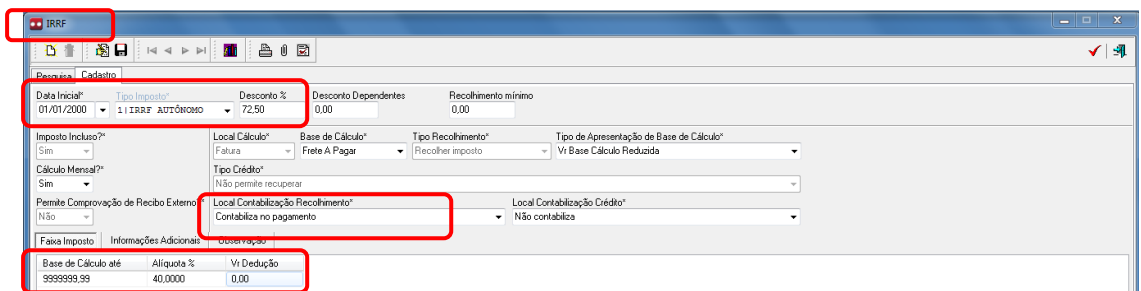 IRRF
Pesquisa Cadastro
Data Inicial* Tipo Imposto* Desconto % Desconto Dependentes Recolhimento mínimo
01/01/2000 1|IRRF AUTÔNOMO 72,50 0,00 0,00
Imposto Incluso?* Local Cálculo* Base de Cálculo* Tipo Recolhimento* Tipo de Apresentação de Base de Cálculo*
Sim Fatura Frete A Pagar Recolher imposto Vr Base Cálculo Reduzida
Cálculo Mensal?* Tipo Crédito*
Sim Não permite recuperar
Permite Comprovação de Recibo Externo?* Local Contabilização Recolhimento* Local Contabilização Crédito*
Não Contabiliza no pagamento Não contabiliza
Faixa Imposto Informações Adicionais Observação
Base de Cálculo até Alíquota % Vr Dedução
9999999,99 40,0000 0,00